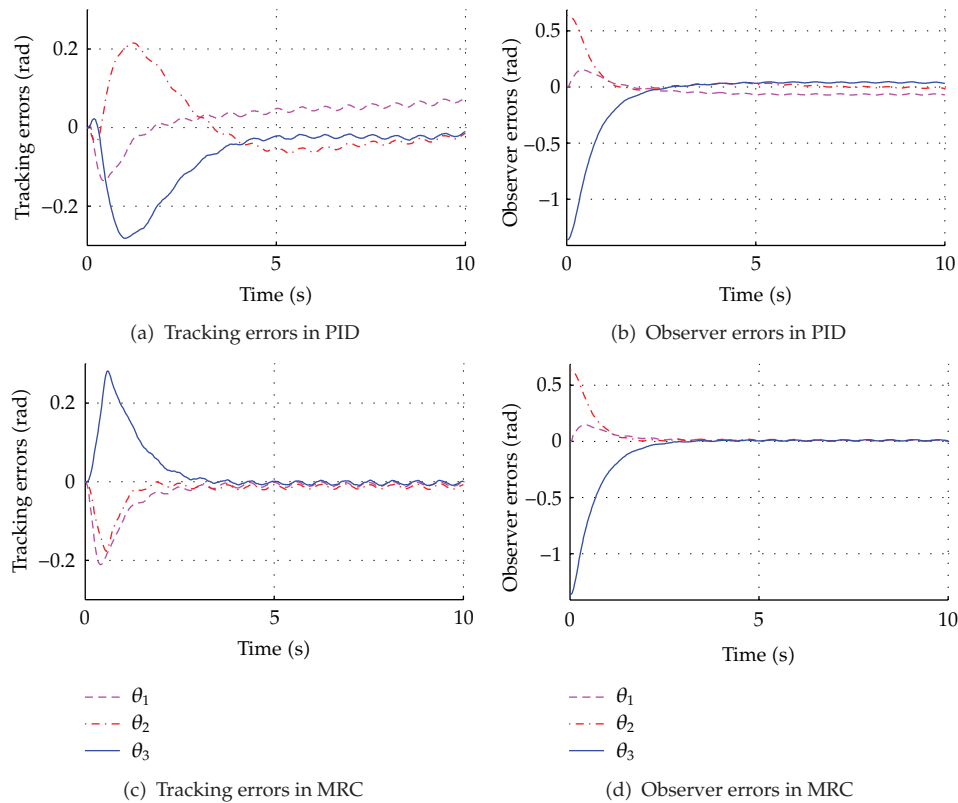 Tracking errors (rad)
0.2
0
−0.2
0
5
10
Time (s)
(a) Tracking errors in PID
Observer errors (rad)
0.5
0
−0.5
−1
0
5
10
Time (s)
(b) Observer errors in PID
Tracking errors (rad)
0.2
0
−0.2
0
5
10
Time (s)
θ1
θ2
θ3
(c) Tracking errors in MRC
Observer errors (rad)
0.5
0
−0.5
−1
0
5
10
Time (s)
θ1
θ2
θ3
(d) Observer errors in MRC